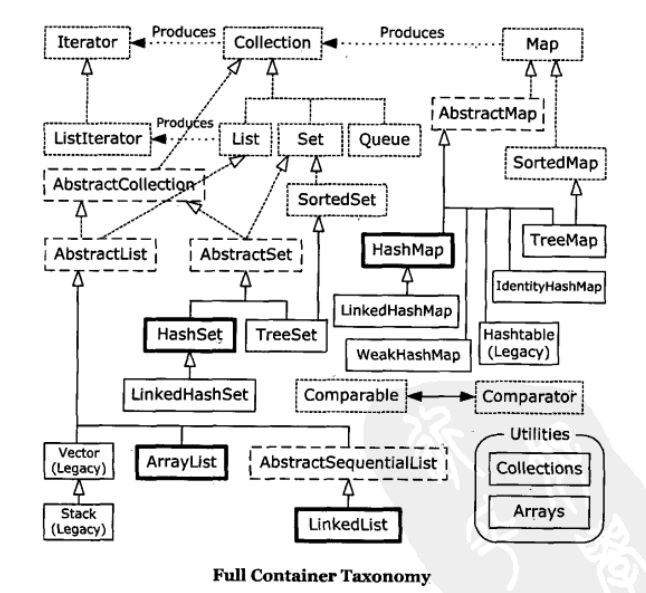 Iterator
Produces
Collection
Produces
Map
ListIterator
Produces
List
Set
Queue
AbstractMap
SortedMap
AbstractCollection
SortedSet
AbstractList
AbstractSet
HashMap
TreeMap
IdentityHashMap
LinkedHashMap
HashSet
TreeSet
WeakHashMap
Hashtable
(Legacy)
LinkedHashSet
Comparable
Comparator
Utilities
Vector
(Legacy)
ArrayList
AbstractSequentialList
Collections
Stack
(Legacy)
LinkedList
Arrays
Full Container Taxonomy